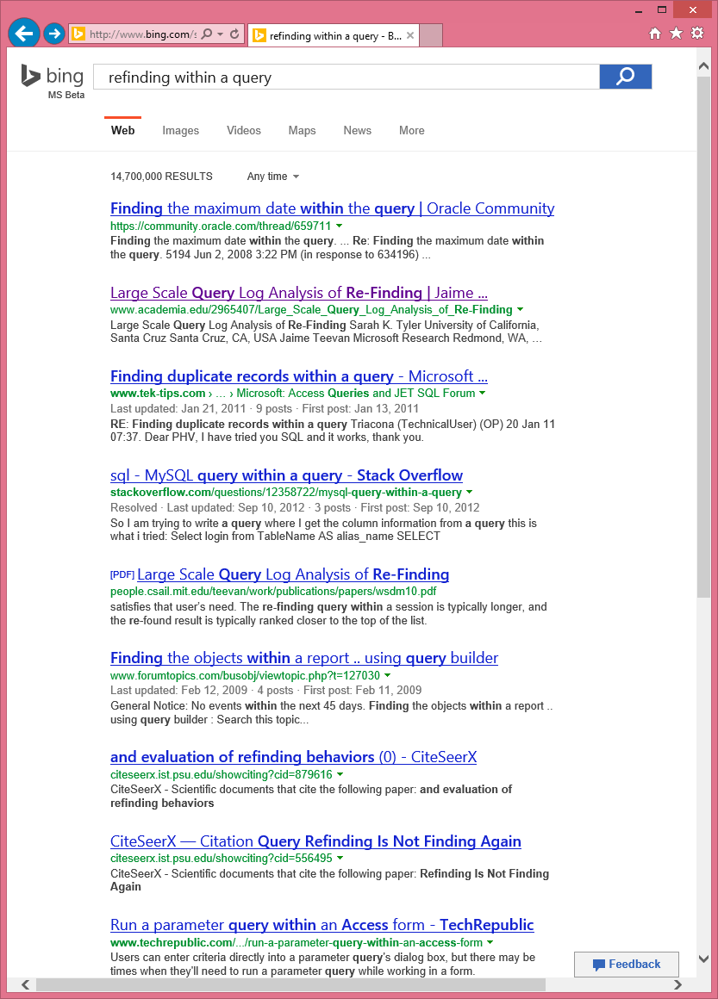 http://www.bing.com/s
refinding within a query - B...
bing
MS Beta
refinding within a query
Web Images Videos Maps News More
14,700,000 RESULTS Any time
Finding the maximum date within the query | Oracle Community
https://community.oracle.com/thread/659711
Finding the maximum date within the query. ... Re: Finding the maximum date within
the query. 5194 Jun 2, 2008 3:22 PM (in response to 634196) ...
Large Scale Query Log Analysis of Re-Finding | Jaime ...
www.academia.edu/2965407/Large_Scale_Query_Log_Analysis_of_Re-Finding
Large Scale Query Log Analysis of Re-Finding Sarah K. Tyler University of California,
Santa Cruz Santa Cruz, CA, USA Jaime Teevan Microsoft Research Redmond, WA, …
Finding duplicate records within a query - Microsoft ...
www.tek-tips.com › … › Microsoft: Access Queries and JET SQL Forum
Last updated: Jan 21, 2011 · 9 posts · First post: Jan 13, 2011
RE: Finding duplicate records within a query Triacona (TechnicalUser) (OP) 20 Jan 11
07:37. Dear PHV, I have tried you SQL and it works, thank you.
sql - MySQL query within a query - Stack Overflow
stackoverflow.com/questions/12358722/mysql-query-within-a-query
Resolved · Last updated: Sep 10, 2012 · 3 posts · First post: Sep 10, 2012
So I am trying to write a query where I get the column information from a query this is
what i tried: Select login from TableName AS alias_name SELECT
[PDF] Large Scale Query Log Analysis of Re-Finding
people.csail.mit.edu/teevan/work/publications/papers/wsdm10.pdf
satisfies that user's need. The re-finding query within a session is typically longer, and
the re-found result is typically ranked closer to the top of the list.
Finding the objects within a report .. using query builder
www.forumtopics.com/busobj/viewtopic.php?t=127030
Last updated: Feb 12, 2009 · 4 posts · First post: Feb 11, 2009
General Notice: No events within the next 45 days. Finding the objects within a report ..
using query builder : Search this topic...
and evaluation of refinding behaviors (0) - CiteSeerX
citeseerx.ist.psu.edu/showciting?cid=879616
CiteSeerX - Scientific documents that cite the following paper: and evaluation of
refinding behaviors
CiteSeerX — Citation Query Refinding Is Not Finding Again
citeseerx.ist.psu.edu/showciting?cid=556495
CiteSeerX - Scientific documents that cite the following paper: Refinding Is Not Finding
Again
Run a parameter query within an Access form - TechRepublic
www.techrepublic.com/.../run-a-parameter-query-within-an-access-form
Users can enter criteria directly into a parameter query's dialog box, but there may be
times when they'll need to run a parameter query while working in a form.
Feedback